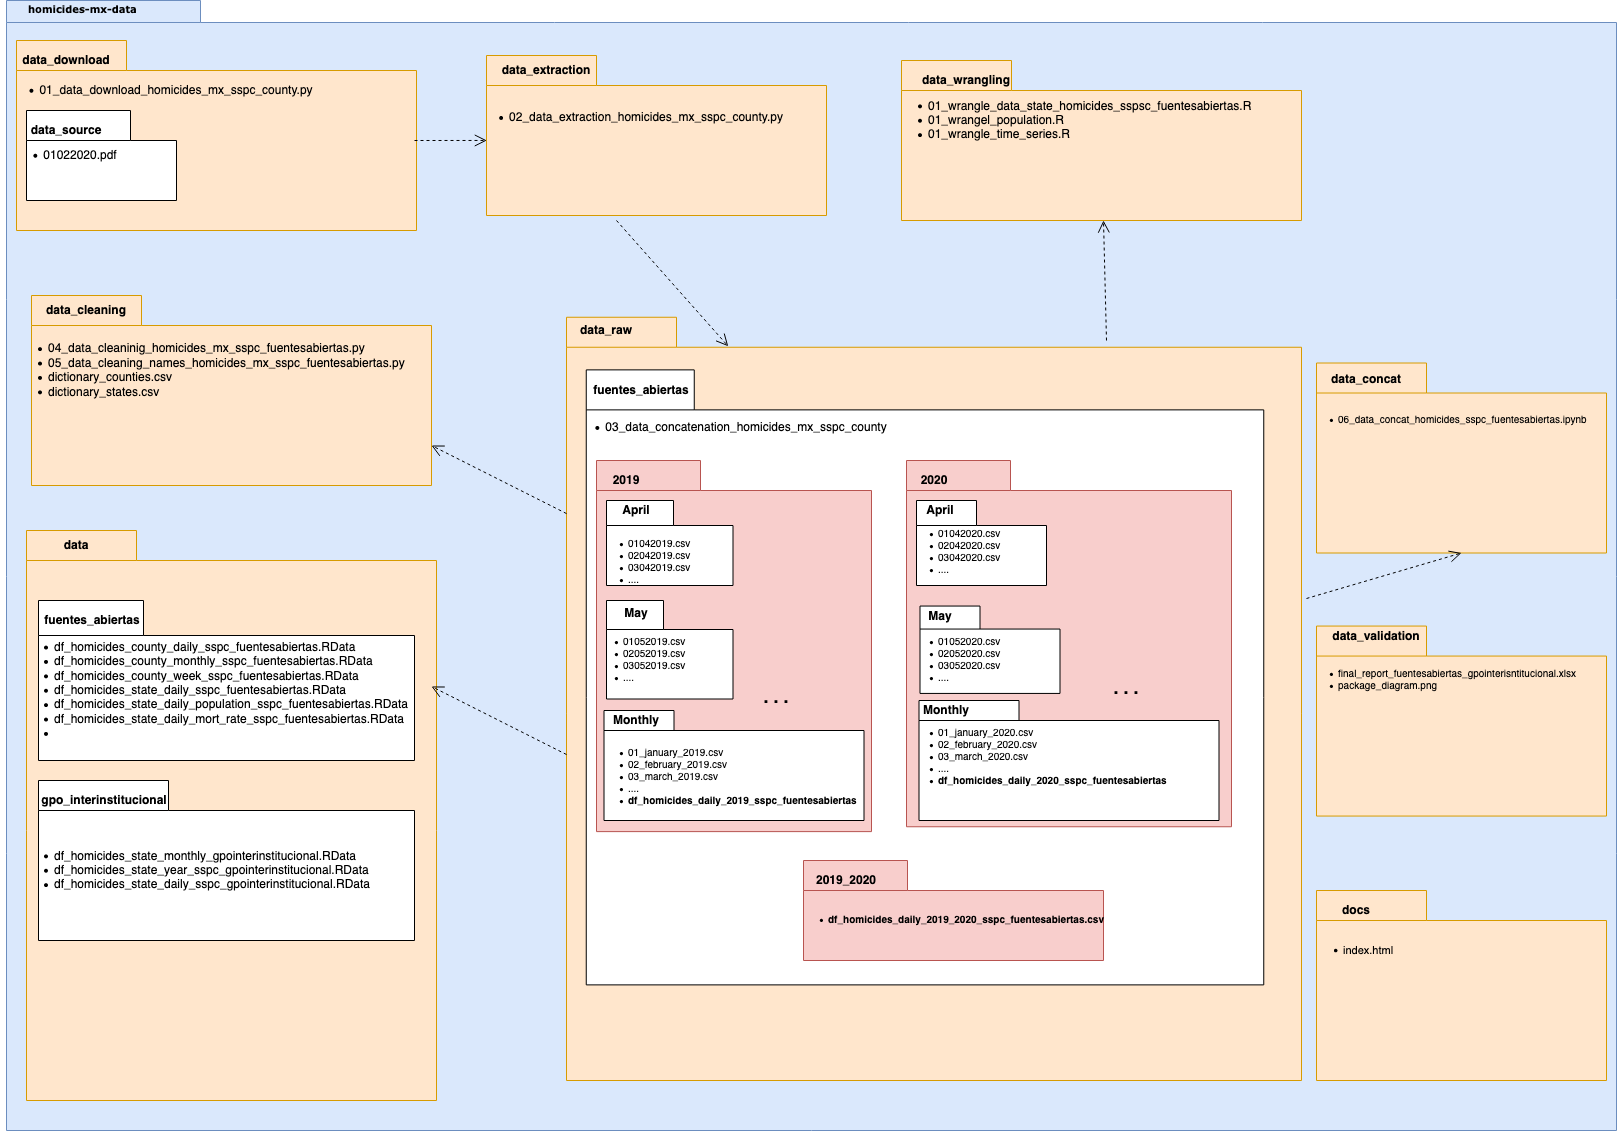 homicides-mx-data
data_download
• 01_data_download_homicides_mx_sspc_county.py
data_source
• 01022020.pdf
data_extraction
• 02_data_extraction_homicides_mx_sspc_county.py
data_wrangling
• 01_wrangle_data_state_homicides_sspsc_fuentesabiertas.R
• 01_wrangel_population.R
• 01_wrangle_time_series.R
data_cleaning
• 04_data_cleaninig_homicides_mx_sspc_fuentesabiertas.py
• 05_data_cleaning_names_homicides_mx_sspc_fuentesabiertas.py
• dictionary_counties.csv
• dictionary_states.csv
data_raw
fuentes_abiertas
• 03_data_concatenation_homicides_mx_sspc_county
2019
April
• 01042019.csv
• 02042019.csv
• 03042019.csv
• ....
May
• 01052019.csv
• 02052019.csv
• 03052019.csv
• ....
. . .
Monthly
• 01_january_2019.csv
• 02_february_2019.csv
• 03_march_2019.csv
• ....
• df_homicides_daily_2019_sspc_fuentesabiertas
2020
April
• 01042020.csv
• 02042020.csv
• 03042020.csv
• ....
May
• 01052020.csv
• 02052020.csv
• 03052020.csv
• ....
. . .
Monthly
• 01_january_2020.csv
• 02_february_2020.csv
• 03_march_2020.csv
• ....
• df_homicides_daily_2020_sspc_fuentesabiertas
2019_2020
• df_homicides_daily_2019_2020_sspc_fuentesabiertas.csv
data_concat
• 06_data_concat_homicides_sspc_fuentesabiertas.ipynb
data
fuentes_abiertas
• df_homicides_county_daily_sspc_fuentesabiertas.RData
• df_homicides_county_monthly_sspc_fuentesabiertas.RData
• df_homicides_county_week_sspc_fuentesabiertas.RData
• df_homicides_state_daily_sspc_fuentesabiertas.RData
• df_homicides_state_daily_population_sspc_fuentesabiertas.RData
• df_homicides_state_daily_mort_rate_sspc_fuentesabiertas.RData
•
gpo_interinstitucional
• df_homicides_state_monthly_gpointerinstitucional.RData
• df_homicides_state_year_sspc_gpointerinstitucional.RData
• df_homicides_state_daily_sspc_gpointerinstitucional.RData
data_validation
• final_report_fuentesabiertas_gpointerisntitucional.xlsx
• package_diagram.png
docs
• index.html